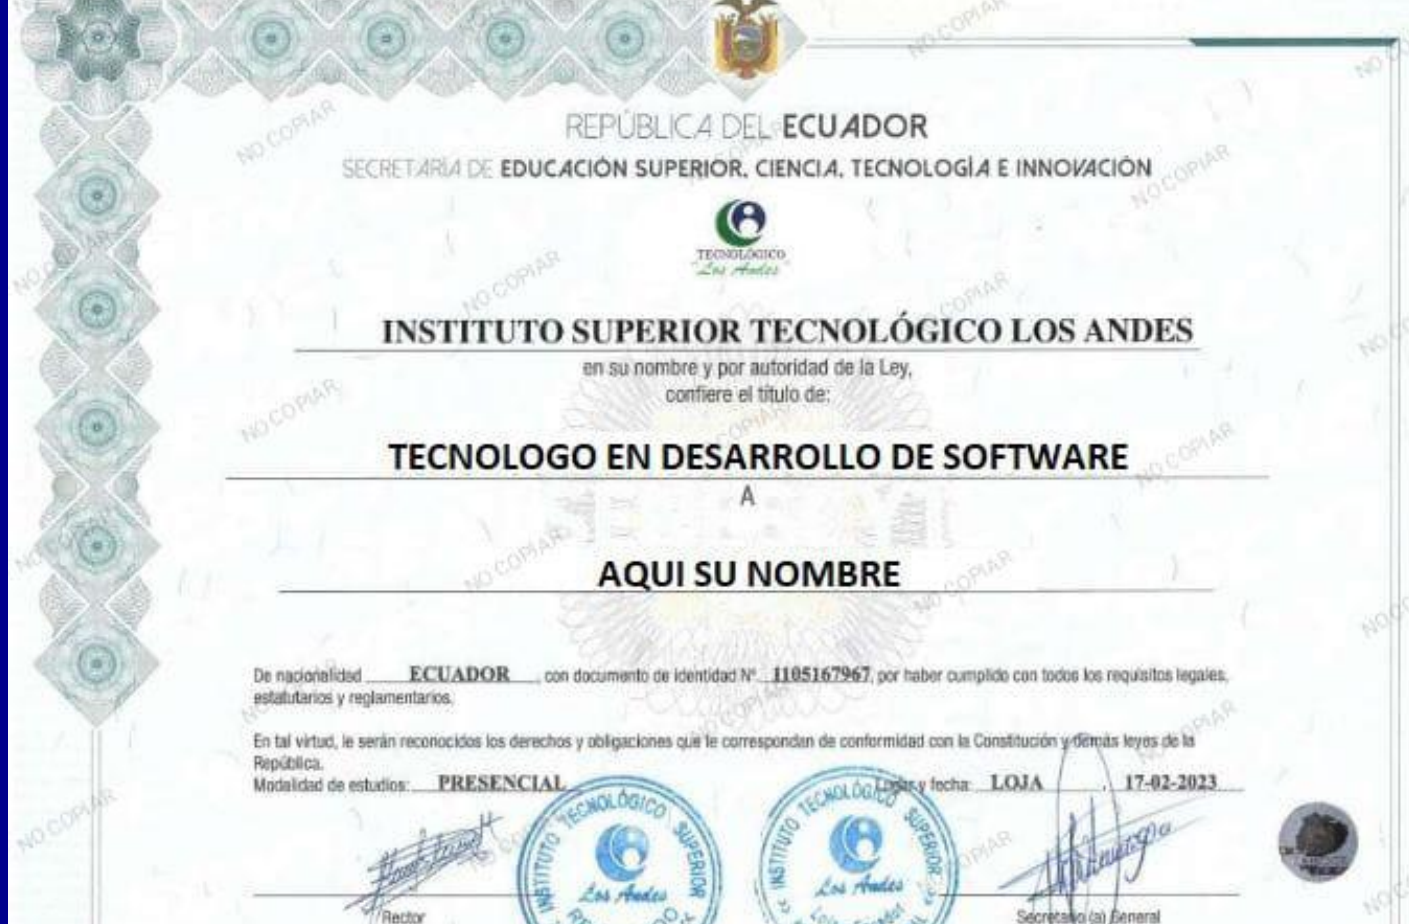 REPÚBLICA DEL ECUADOR
SECRETARÍA DE EDUCACIÓN SUPERIOR, CIENCIA, TECNOLOGÍA E INNOVACIÓN
TECNOLÓGICO
"Los Andes"
INSTITUTO SUPERIOR TECNOLÓGICO LOS ANDES
en su nombre y por autoridad de la Ley,
confiere el título de:
TECNOLOGO EN DESARROLLO DE SOFTWARE
A
AQUI SU NOMBRE
De nacionalidad ECUADOR, con documento de identidad N° 1105167967, por haber cumplido con todos los requisitos legales,
estatutarios y reglamentarios.
En tal virtud, le serán reconocidos los derechos y obligaciones que le correspondan de conformidad con la Constitución y demás leyes de la
República.
Modalidad de estudios: PRESENCIAL Lugar y fecha: LOJA, 17-02-2023
INSTITUTO TECNOLÓGICO SUPERIOR
Los Andes
INSTITUTO TECNOLÓGICO SUPERIOR
Los Andes
Rector
Secretario (a) General
NO COPIAR